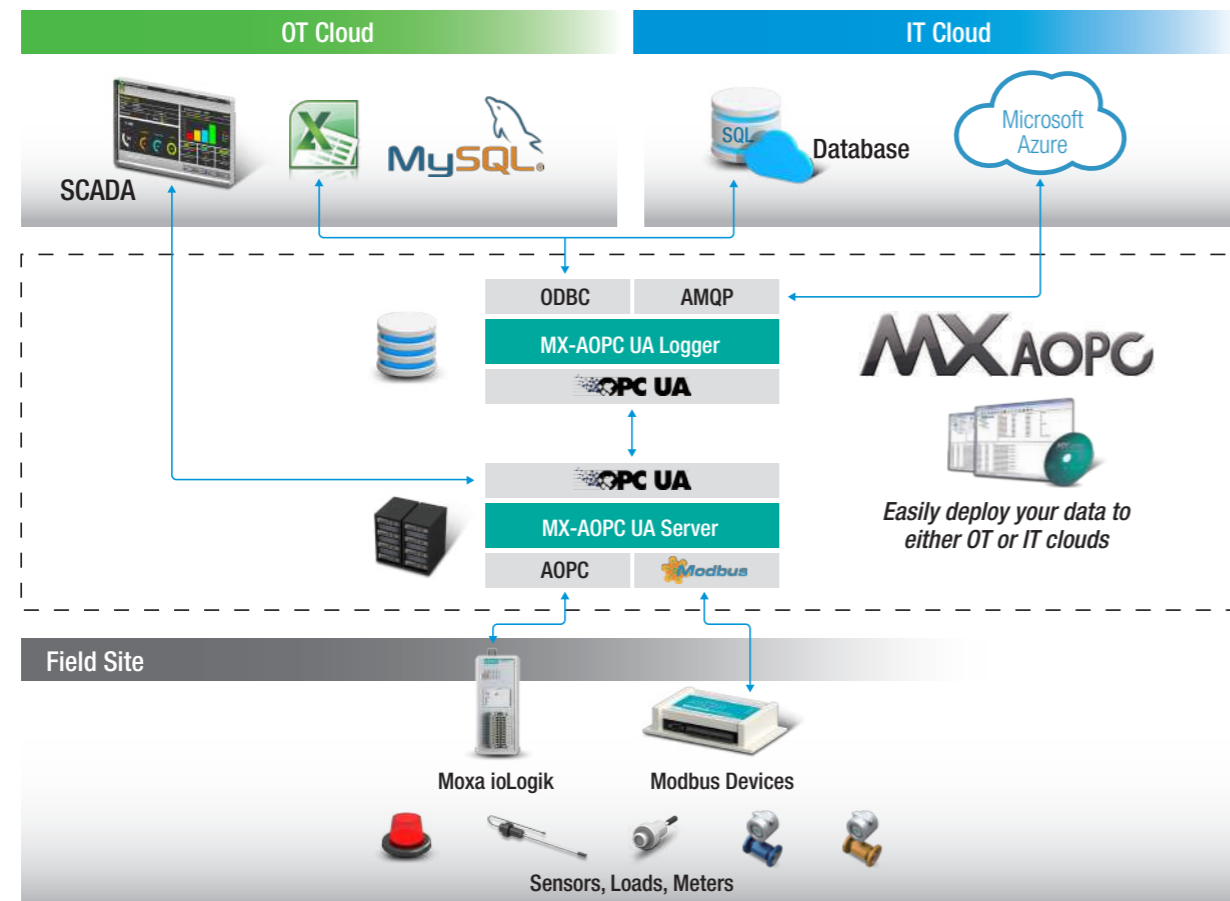 OT Cloud
IT Cloud
SCADA
MySQL
SQL
Database
Microsoft
Azure
ODBC
AMQP
MX-AOPC UA Logger
OPC UA
OPC UA
MX-AOPC UA Server
AOPC
Modbus
MXAOPC
Easily deploy your data to
either OT or IT clouds
Field Site
Moxa ioLogik
Modbus Devices
Sensors, Loads, Meters